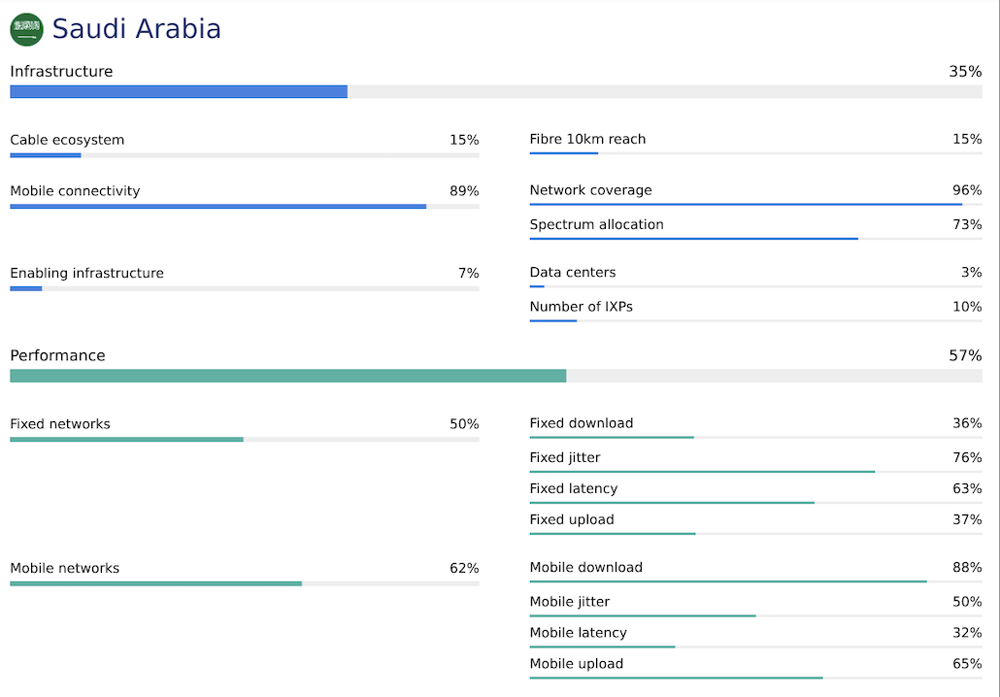 Saudi Arabia
Infrastructure 35%
Cable ecosystem 15%
Fibre 10km reach 15%
Mobile connectivity 89%
Network coverage 96%
Spectrum allocation 73%
Enabling infrastructure 7%
Data centers 3%
Number of IXPs 10%
Performance 57%
Fixed networks 50%
Fixed download 36%
Fixed jitter 76%
Fixed latency 63%
Fixed upload 37%
Mobile networks 62%
Mobile download 88%
Mobile jitter 50%
Mobile latency 32%
Mobile upload 65%